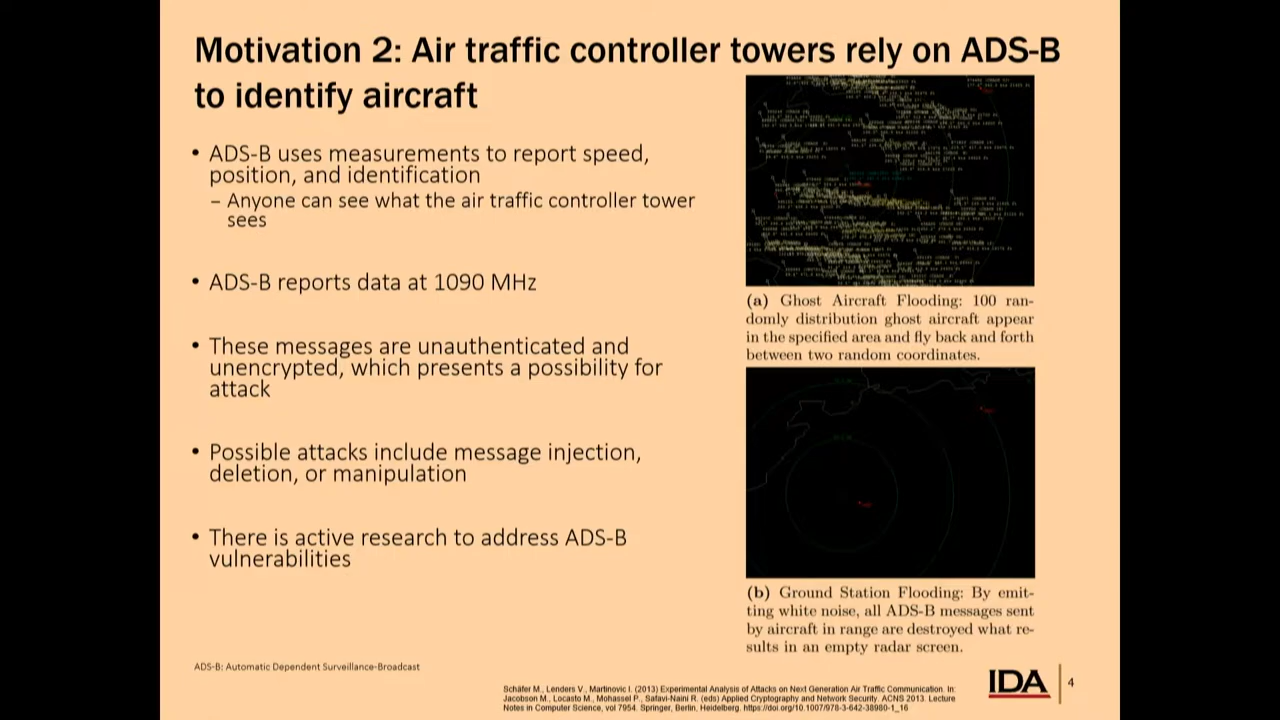 Motivation 2: Air traffic controller towers rely on ADS-B
to identify aircraft
• ADS-B uses measurements to report speed,
position, and identification
– Anyone can see what the air traffic controller tower
sees
• ADS-B reports data at 1090 MHz
• These messages are unauthenticated and
unencrypted, which presents a possibility for
attack
• Possible attacks include message injection,
deletion, or manipulation
• There is active research to address ADS-B
vulnerabilities
(a) Ghost Aircraft Flooding: 100 ran-
domly distribution ghost aircraft appear
in the specified area and fly back and forth
between two random coordinates.
(b) Ground Station Flooding: By emit-
ting white noise, all ADS-B messages sent
by aircraft in range are destroyed what re-
sults in an empty radar screen.
ADS-B: Automatic Dependent Surveillance-Broadcast
Schäfer M., Lenders V., Martinovic I. (2013) Experimental Analysis of Attacks on Next Generation Air Traffic Communication. In:
Jacobson M., Locasto M., Mohassel P., Safavi-Naini R. (eds) Applied Cryptography and Network Security. ACNS 2013. Lecture
Notes in Computer Science, vol 7954. Springer, Berlin, Heidelberg. https://doi.org/10.1007/978-3-642-38980-1_16
IDA
4